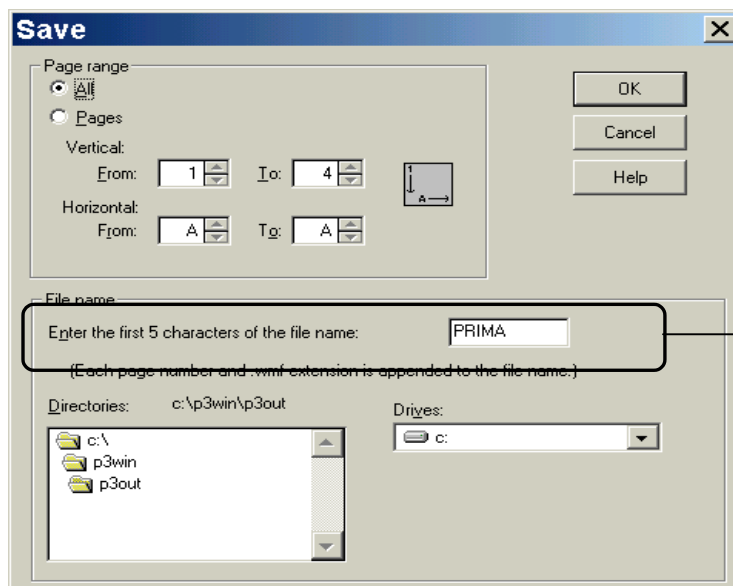 Save
Page range
All
Pages
Vertical:
From: 1 To: 4
Horizontal:
From: A To: A
1
A
OK
Cancel
Help
File name
Enter the first 5 characters of the file name: PRIMA
(Each page number and .wmf extension is appended to the file name.)
Directories: c:\p3win\p3out
c:\
p3win
p3out
Drives:
c: